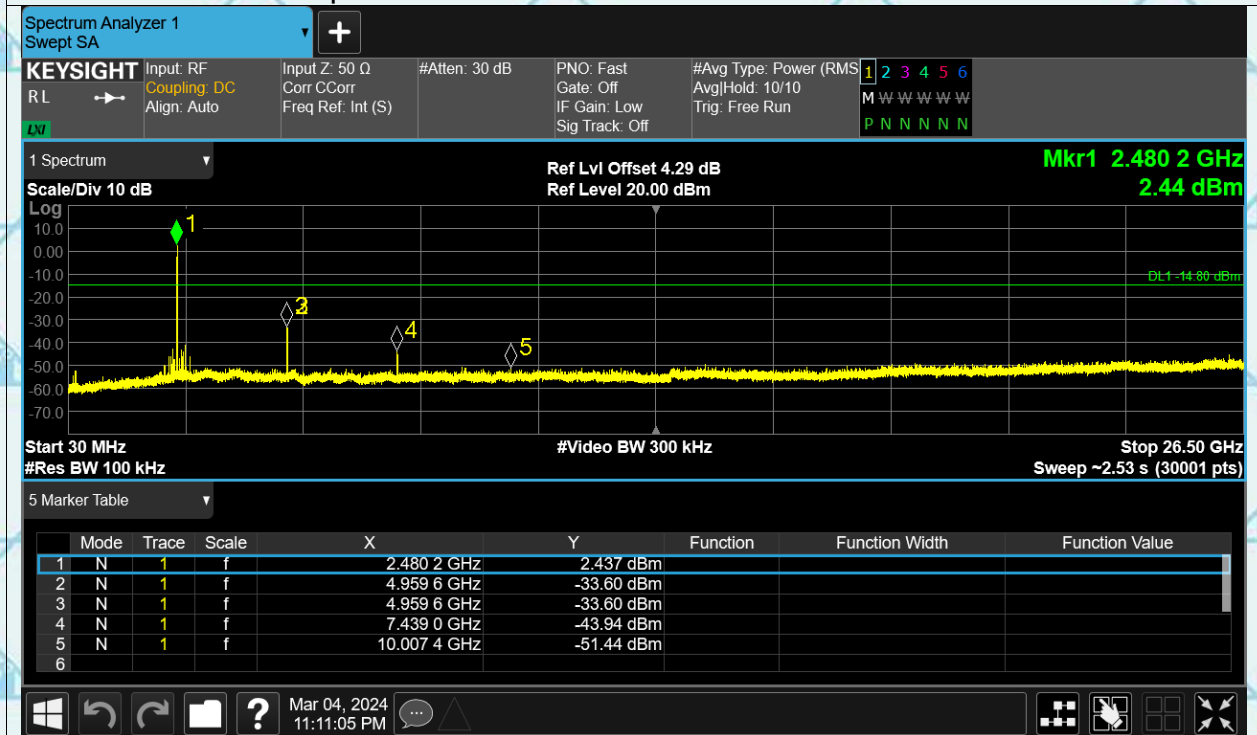 Spectrum Analyzer 1
Swept SA
+
KEYSIGHT
RL
LXI
Input: RF
Coupling: DC
Align: Auto
Input Z: 50 Ω
Corr CCorr
Freq Ref: Int (S)
#Atten: 30 dB
PNO: Fast
Gate: Off
IF Gain: Low
Sig Track: Off
#Avg Type: Power (RMS
Avg|Hold: 10/10
Trig: Free Run
1 2 3 4 5 6
M W W W W W
P N N N N N
1 Spectrum
Scale/Div 10 dB
Log
Ref Lvl Offset 4.29 dB
Ref Level 20.00 dBm
Mkr1 2.480 2 GHz
2.44 dBm
10.0
0.00
-10.0
-20.0
-30.0
-40.0
-50.0
-60.0
-70.0
1
3
4
5
DL1 -14.80 dBm
Start 30 MHz
#Video BW 300 kHz
Stop 26.50 GHz
#Res BW 100 kHz
Sweep ~2.53 s (30001 pts)
5 Marker Table
Mode Trace Scale X Y Function Function Width Function Value
1 N 1 f 2.480 2 GHz 2.437 dBm
2 N 1 f 4.959 6 GHz -33.60 dBm
3 N 1 f 4.959 6 GHz -33.60 dBm
4 N 1 f 7.439 0 GHz -43.94 dBm
5 N 1 f 10.007 4 GHz -51.44 dBm
6
?
Mar 04, 2024
11:11:05 PM